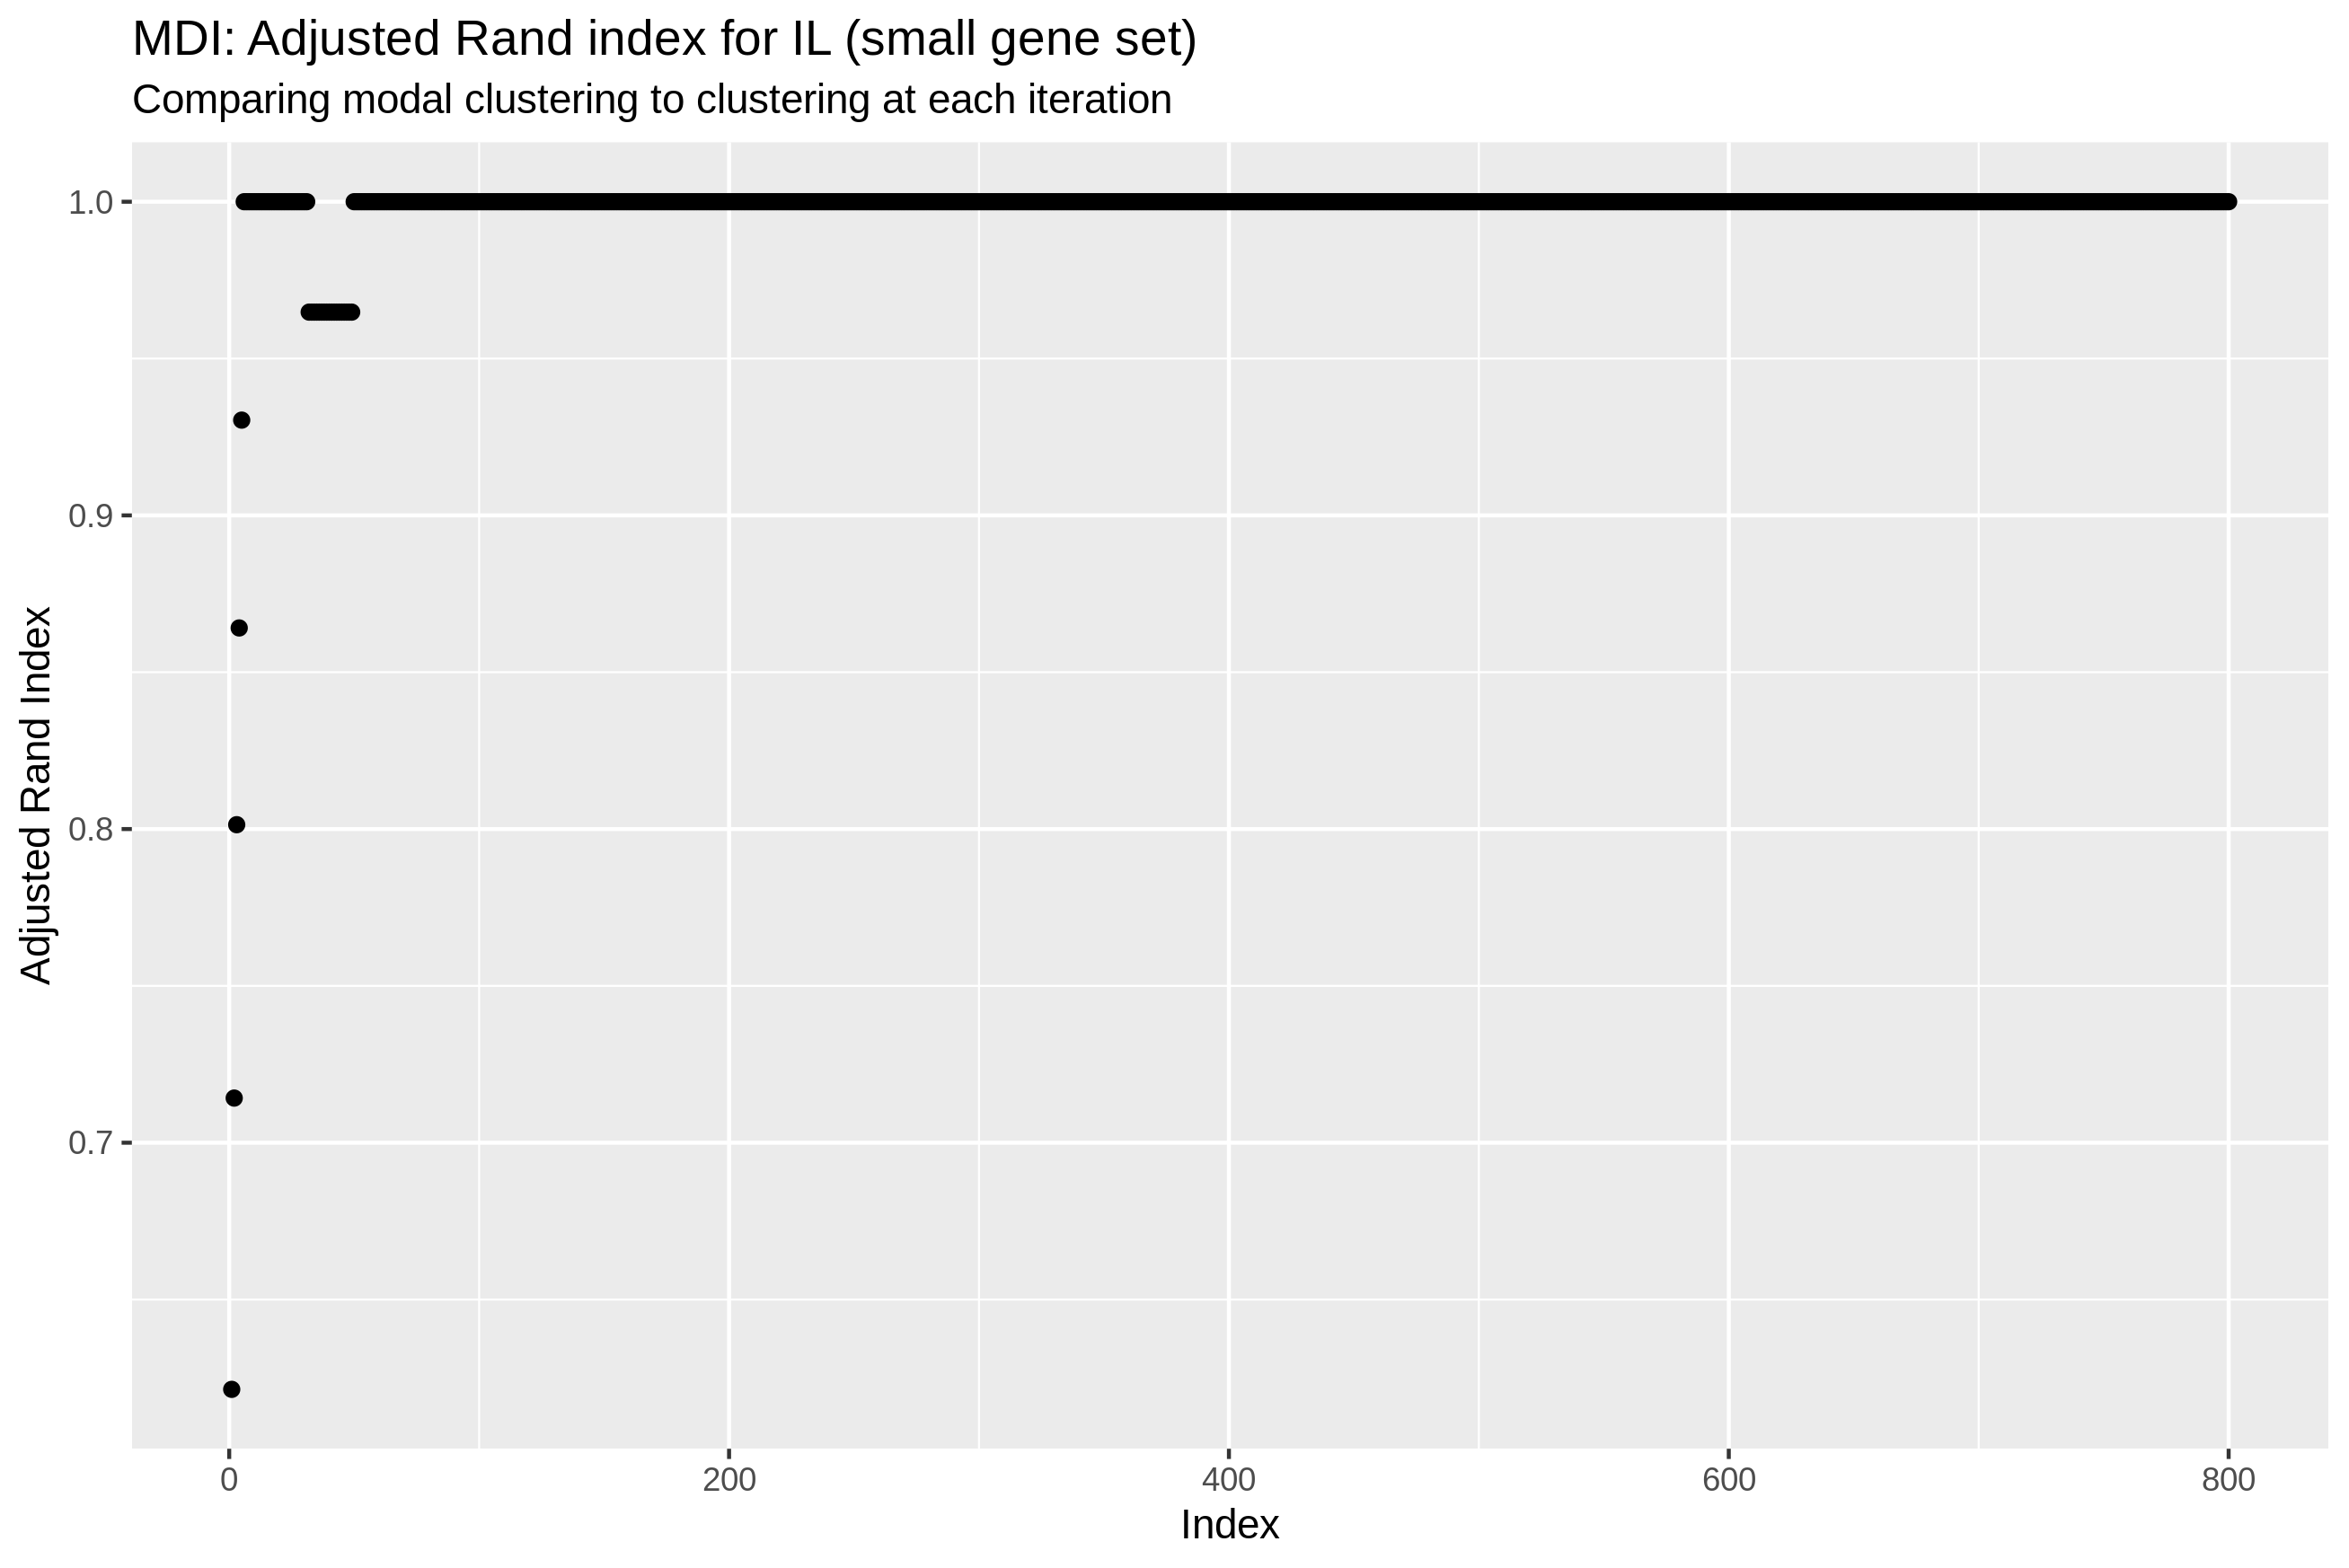 MDI: Adjusted Rand index for IL (small gene set)
Comparing modal clustering to clustering at each iteration
Adjusted Rand Index
1.0
0.9
0.8
0.7
0
200
400
600
800
Index